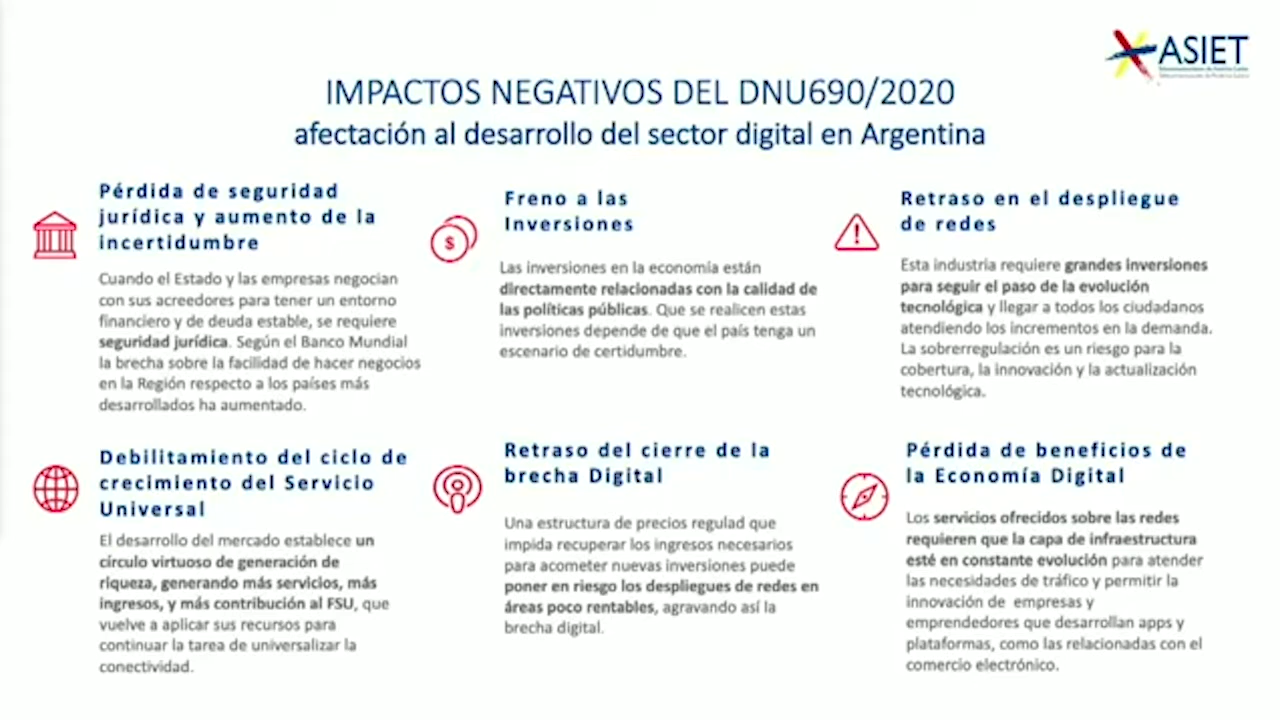 ASIET
IMPACTOS NEGATIVOS DEL DNU690/2020
afectación al desarrollo del sector digital en Argentina
Pérdida de seguridad
jurídica y aumento de la
incertidumbre
Cuando el Estado y las empresas negocian
con sus acreedores para tener un entorno
financiero y de deuda estable, se requiere
seguridad jurídica. Según el Banco Mundial
la brecha sobre la facilidad de hacer negocios
en la Región respecto a los países más
desarrollados ha aumentado.
Freno a las
Inversiones
$
Las inversiones en la economía están
directamente relacionadas con la calidad de
las políticas públicas. Que se realicen estas
inversiones depende de que el país tenga un
escenario de certidumbre.
Retraso en el despliegue
de redes
Esta industria requiere grandes inversiones
para seguir el paso de la evolución
tecnológica y llegar a todos los ciudadanos
atendiendo los incrementos en la demanda.
La sobrerregulación es un riesgo para la
cobertura, la innovación y la actualización
tecnológica.
Debilitamiento del ciclo de
crecimiento del Servicio
Universal
El desarrollo del mercado establece un
círculo virtuoso de generación de
riqueza, generando más servicios, más
ingresos, y más contribución al FSU, que
vuelve a aplicar sus recursos para
continuar la tarea de universalizar la
conectividad.
Retraso del cierre de la
brecha Digital
Una estructura de precios regulad que
impida recuperar los ingresos necesarios
para acometer nuevas inversiones puede
poner en riesgo los despliegues de redes en
áreas poco rentables, agravando así la
brecha digital.
Pérdida de beneficios de
la Economía Digital
Los servicios ofrecidos sobre las redes
requieren que la capa de infraestructura
esté en constante evolución para atender
las necesidades de tráfico y permitir la
innovación de empresas y
emprendedores que desarrollan apps y
plataformas, como las relacionadas con el
comercio electrónico.